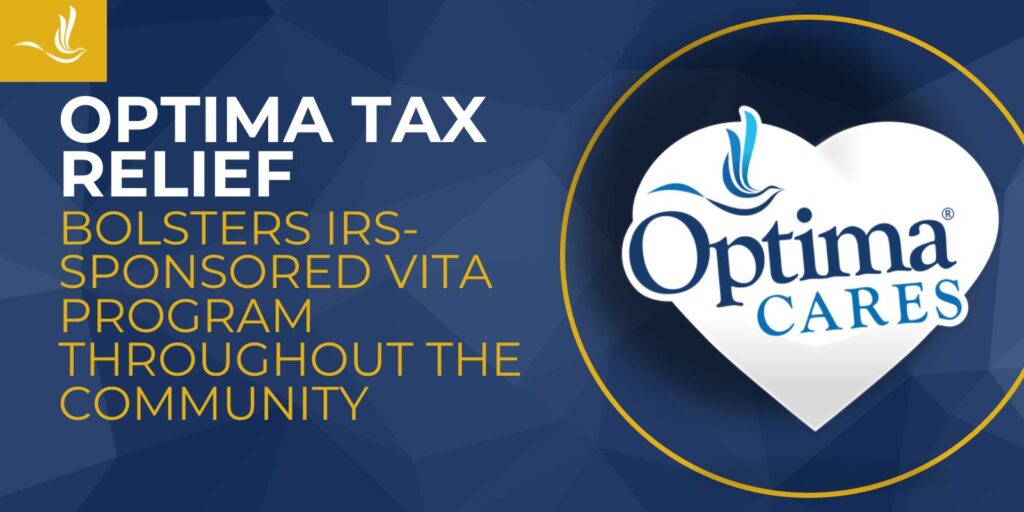 OPTIMA TAX
RELIEF
BOLSTERS IRS-
SPONSORED VITA
PROGRAM
THROUGHOUT THE
COMMUNITY
Optima®
CARES